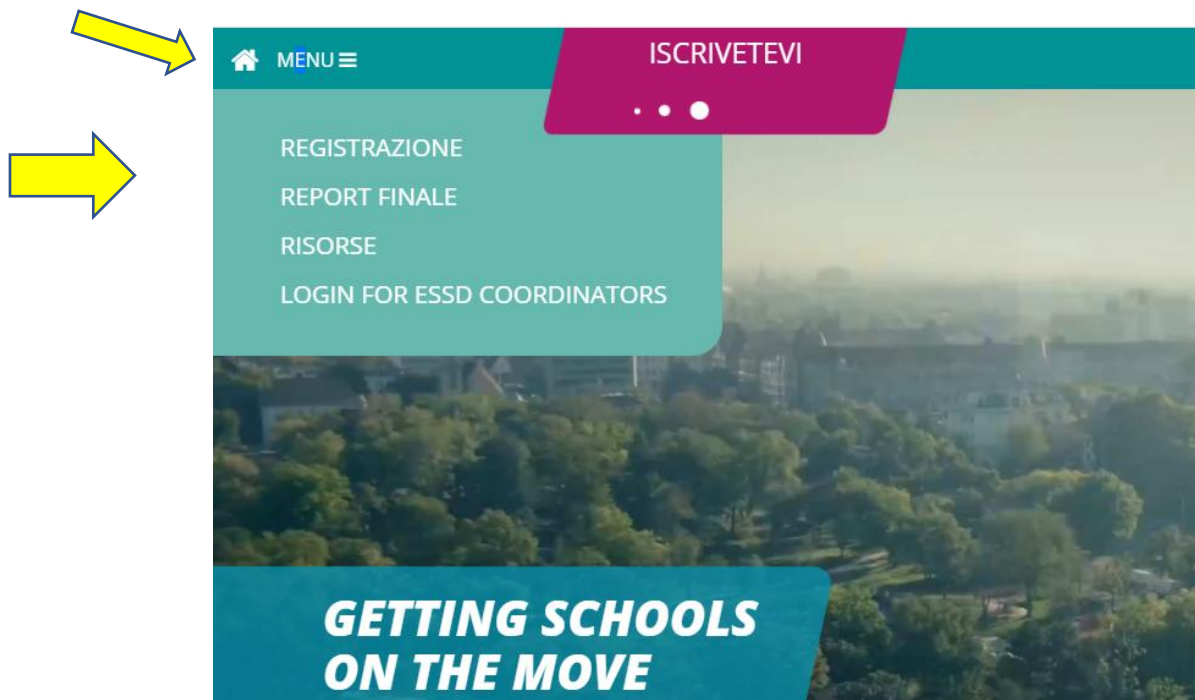 MENU
ISCRIVETEVI
REGISTRAZIONE
REPORT FINALE
RISORSE
LOGIN FOR ESSD COORDINATORS
GETTING SCHOOLS
ON THE MOVE